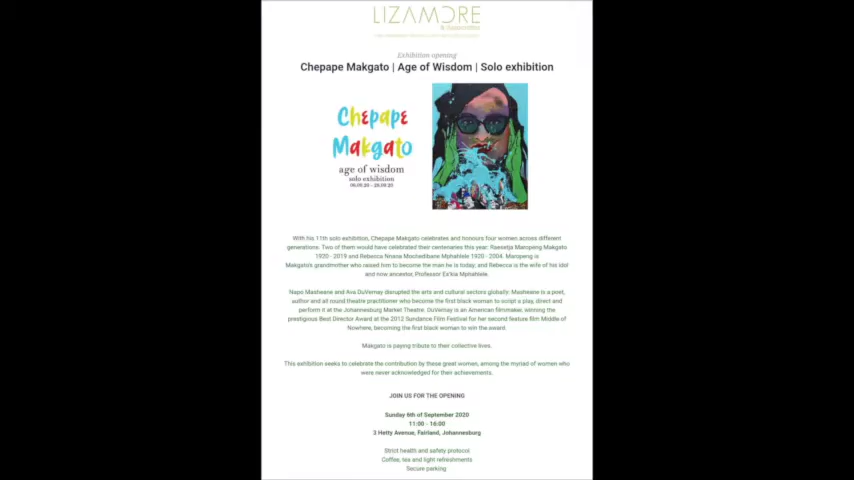 LIZAMORE
& Associates
Exhibition opening
Chepape Makgato | Age of Wisdom | Solo exhibition
Chepape
Makgato
age of wisdom
solo exhibition
With his 11th solo exhibition, Chepape Makgato celebrates and honours four women across different
generations: Two of them would have celebrated their centenaries this year: Raesetja Maropeng Makgato
1920 - 2019 and Rebecca Nnana Mochedibane Mphahlele 1920 - 2004. Maropeng is
Makgato's grandmother who raised him to become the man he is today, and Rebecca is the wife of his idol
and now ancestor, Professor Es'kia Mphahlele.
Napo Masheane and Ava DuVernay disrupted the arts and cultural sectors globally: Masheane is a poet,
author and all round theatre practitioner who become the first black woman to script a play, direct and
perform it at the Johannesburg Market Theatre. DuVernay is an American filmmaker, winning the
prestigious Best Director Award at the 2012 Sundance Film Festival for her second feature film Middle of
Nowhere, becoming the first black woman to win the award.
Makgato is paying tribute to their collective lives.
This exhibition seeks to celebrate the contribution by these great women, among the myriad of women who
were never acknowledged for their achievements.
JOIN US FOR THE OPENING
Sunday 6th of September 2020
11:00 - 16:00
3 Hetty Avenue, Fairland, Johannesburg
Strict health and safety protocol
Coffee, tea and light refreshments
Secure parking